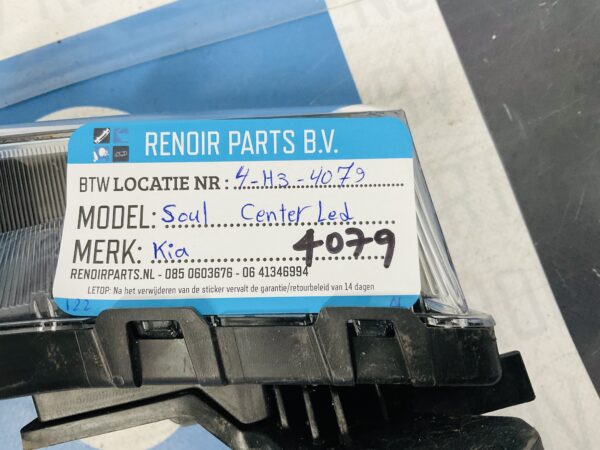 RENOIR PARTS B.V.
BTW LOCATIE NR: 4-H3-4079
MODEL: Soul Center Led
MERK: Kia 4079
RENOIRPARTS.NL - 085 0603676 - 06 41346994
LETOP: Na het verwijderen van de sticker vervalt de garantie/retourbeleid van 14 dagen
122